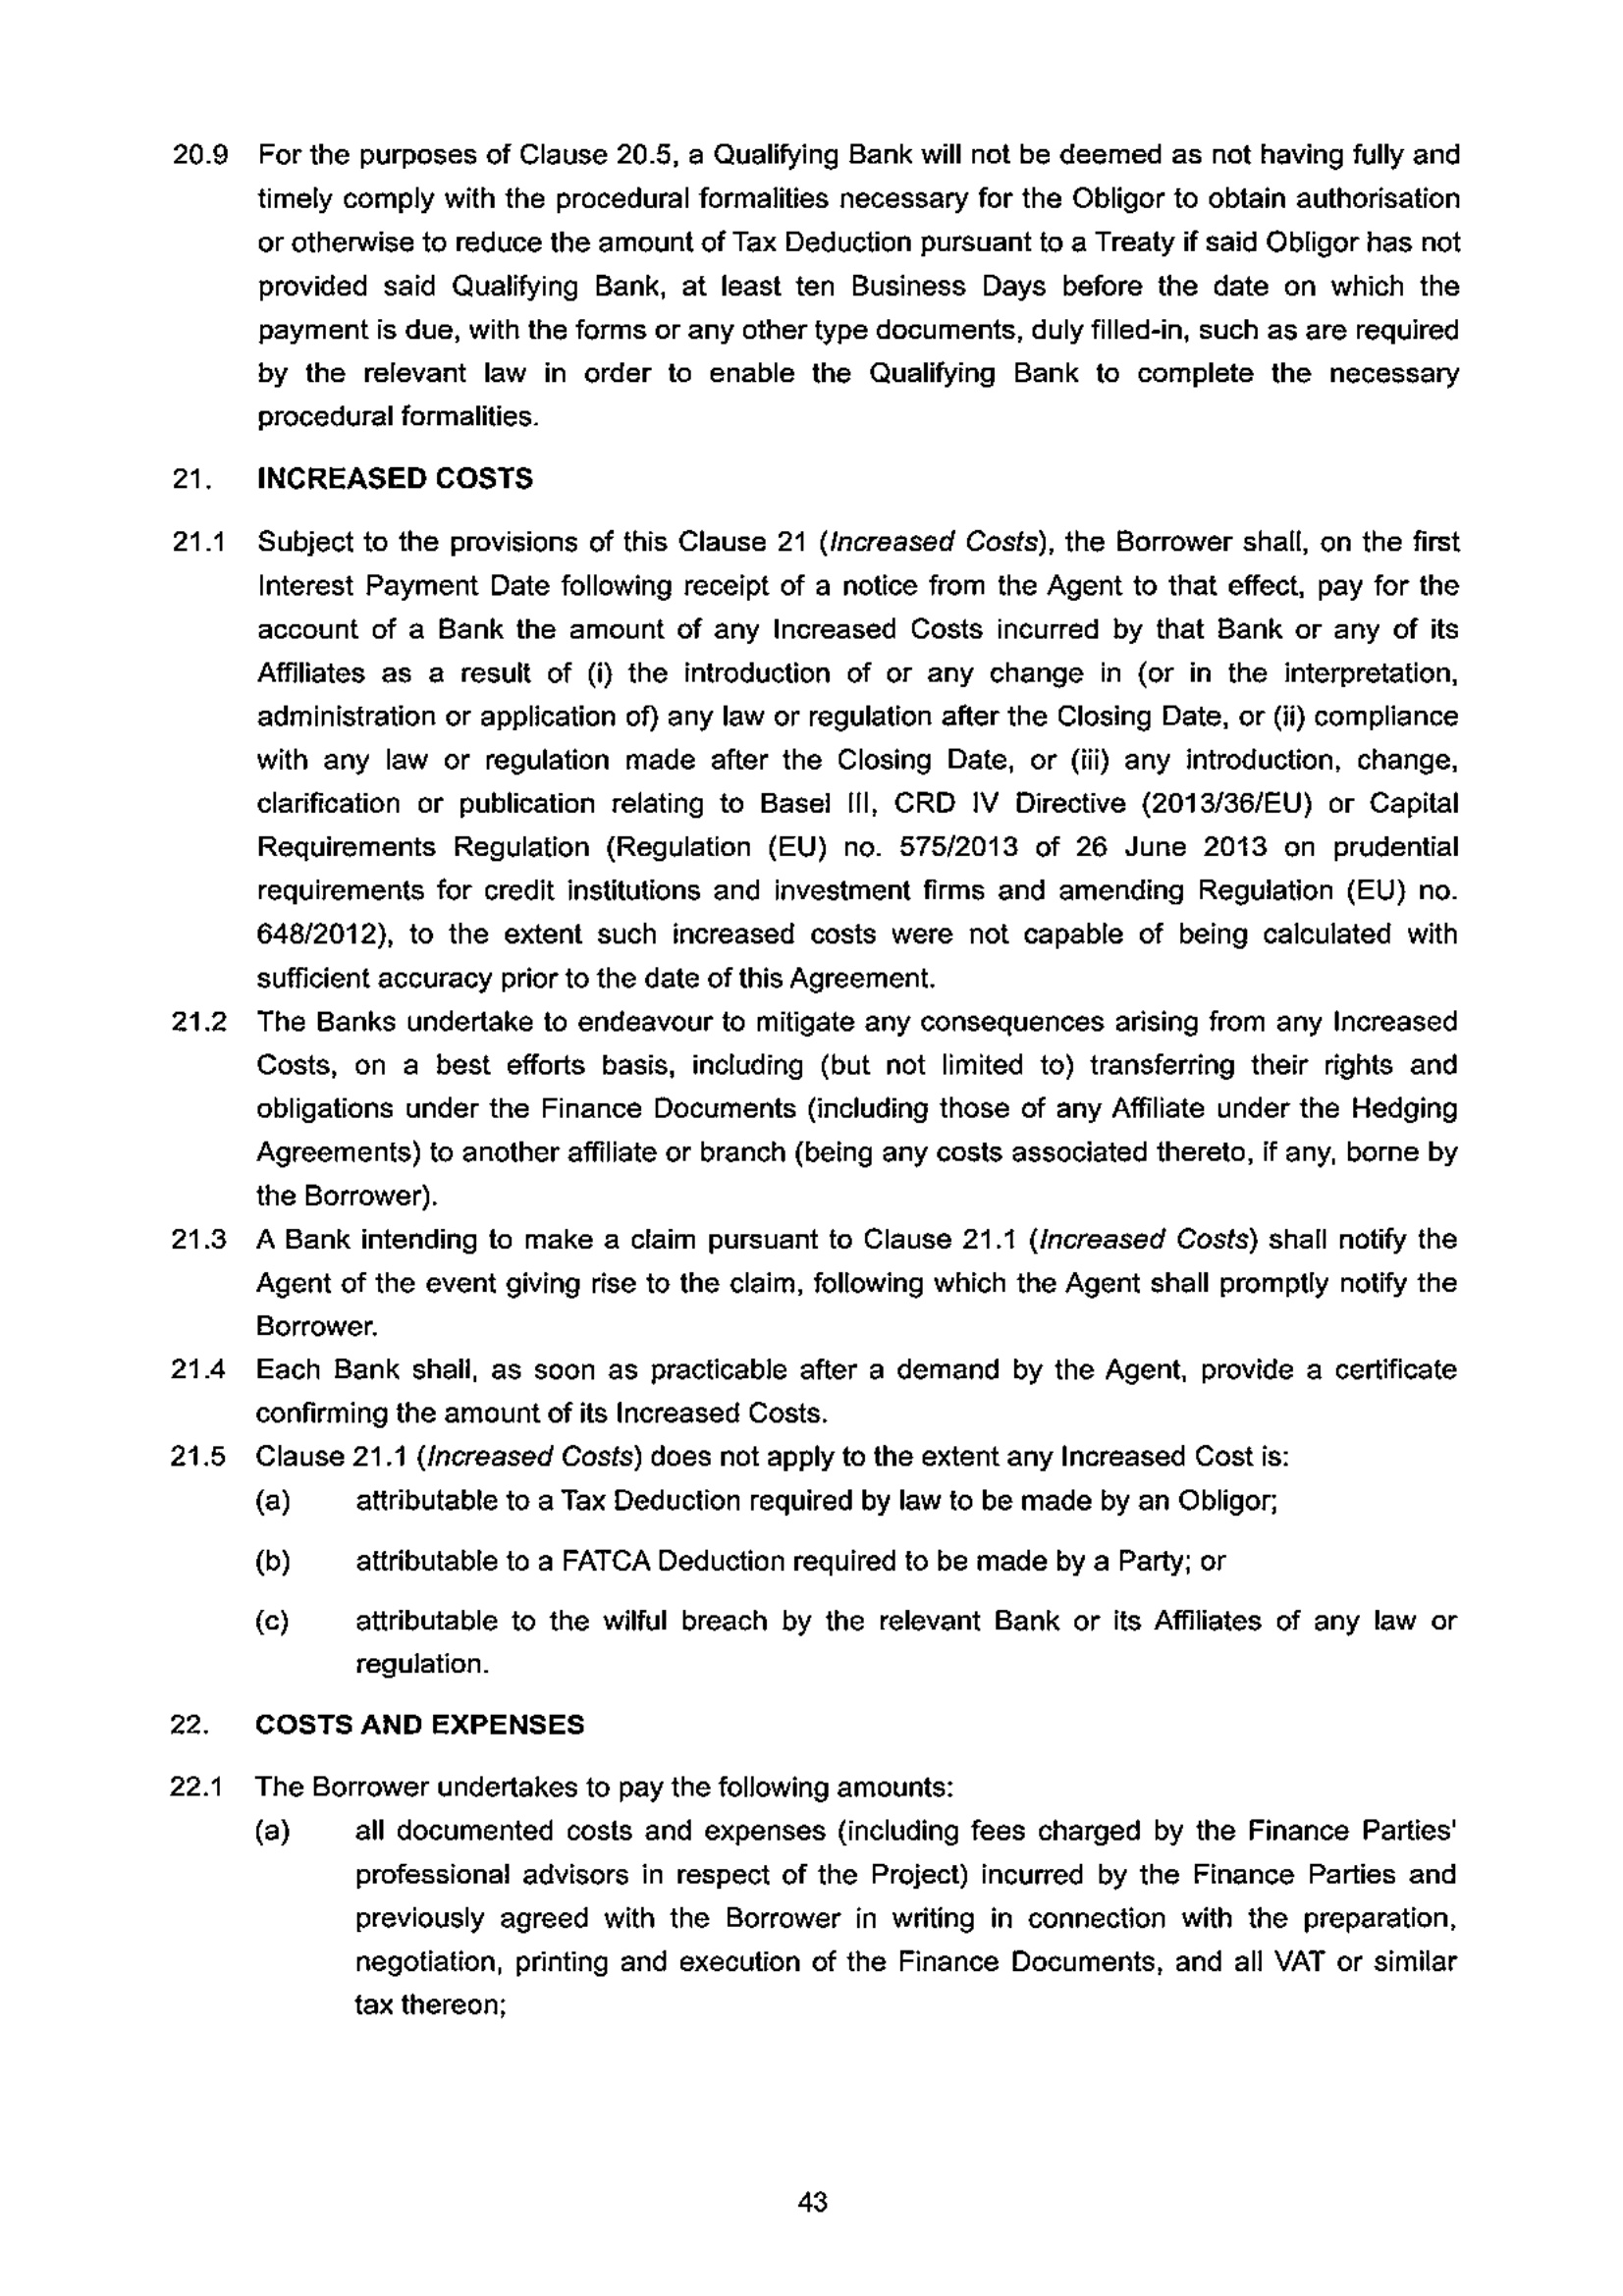 20.9 For the purposes of Clause 20.5, a Qualifying Bank will not be deemed as not having fully and
timely comply with the procedural formalities necessary for the Obligor to obtain authorisation
or otherwise to reduce the amount of Tax Deduction pursuant to a Treaty if said Obligor has not
provided said Qualifying Bank, at least ten Business Days before the date on which the
payment is due, with the forms or any other type documents, duly filled-in, such as are required
by the relevant law in order to enable the Qualifying Bank to complete the necessary
procedural formalities.
21. INCREASED COSTS
21.1 Subject to the provisions of this Clause 21 (Increased Costs), the Borrower shall, on the first
Interest Payment Date following receipt of a notice from the Agent to that effect, pay for the
account of a Bank the amount of any Increased Costs incurred by that Bank or any of its
Affiliates as a result of (i) the introduction of or any change in (or in the interpretation,
administration or application of) any law or regulation after the Closing Date, or (ii) compliance
with any law or regulation made after the Closing Date, or (iii) any introduction, change,
clarification or publication relating to Basel III, CRD IV Directive (2013/36/EU) or Capital
Requirements Regulation (Regulation (EU) no. 575/2013 of 26 June 2013 on prudential
requirements for credit institutions and investment firms and amending Regulation (EU) no.
648/2012), to the extent such increased costs were not capable of being calculated with
sufficient accuracy prior to the date of this Agreement.
21.2 The Banks undertake to endeavour to mitigate any consequences arising from any Increased
Costs, on a best efforts basis, including (but not limited to) transferring their rights and
obligations under the Finance Documents (including those of any Affiliate under the Hedging
Agreements) to another affiliate or branch (being any costs associated thereto, if any, borne by
the Borrower).
21.3 A Bank intending to make a claim pursuant to Clause 21.1 (Increased Costs) shall notify the
Agent of the event giving rise to the claim, following which the Agent shall promptly notify the
Borrower.
21.4 Each Bank shall, as soon as practicable after a demand by the Agent, provide a certificate
confirming the amount of its Increased Costs.
21.5 Clause 21.1 (Increased Costs) does not apply to the extent any Increased Cost is:
(a) attributable to a Tax Deduction required by law to be made by an Obligor;
(b) attributable to a FATCA Deduction required to be made by a Party; or
(c) attributable to the wilful breach by the relevant Bank or its Affiliates of any law or
regulation.
22. COSTS AND EXPENSES
22.1 The Borrower undertakes to pay the following amounts:
(a) all documented costs and expenses (including fees charged by the Finance Parties'
professional advisors in respect of the Project) incurred by the Finance Parties and
previously agreed with the Borrower in writing in connection with the preparation,
negotiation, printing and execution of the Finance Documents, and all VAT or similar
tax thereon;
43